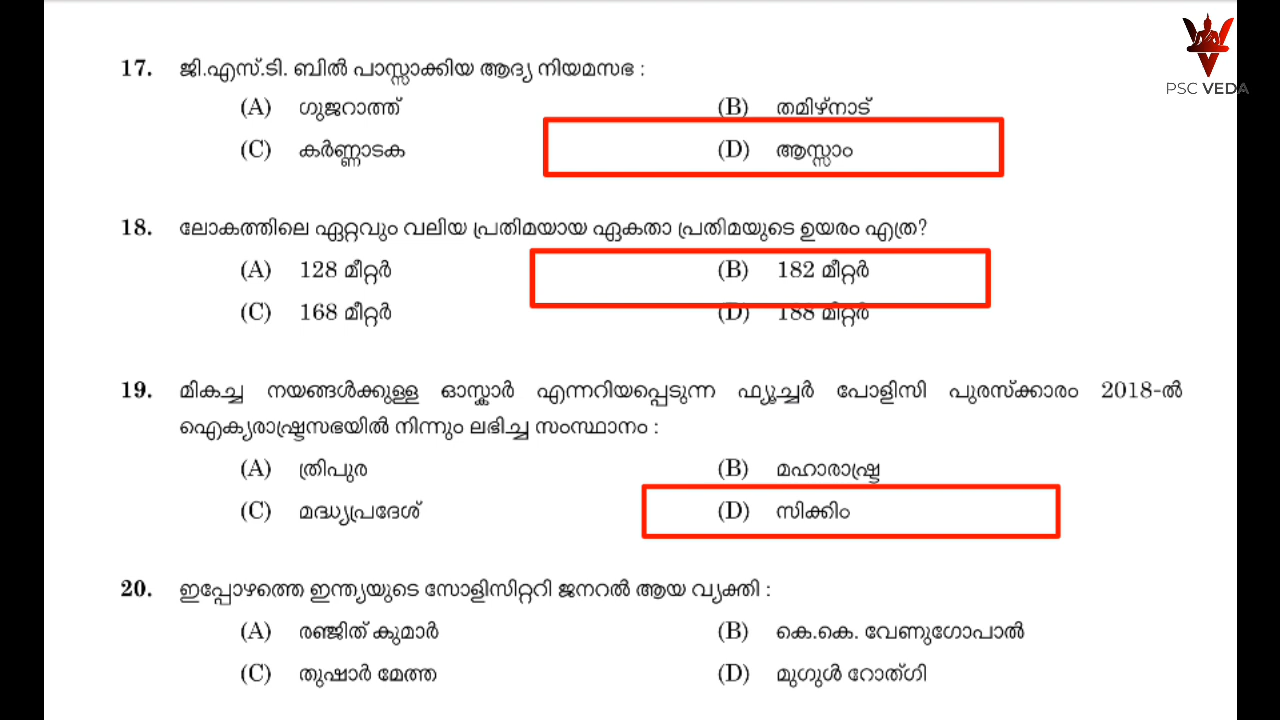 PSC VEDA
17. ജി.എസ്.ടി. ബിൽ പാസ്സാക്കിയ ആദ്യ നിയമസഭ :
(A) ഗുജറാത്ത് (B) തമിഴ്നാട്
(C) കർണ്ണാടക (D) ആസ്സാം
18. ലോകത്തിലെ ഏറ്റവും വലിയ പ്രതിമയായ ഏകതാ പ്രതിമയുടെ ഉയരം എത്ര?
(A) 128 മീറ്റർ (B) 182 മീറ്റർ
(C) 168 മീറ്റർ (D) 188 മീറ്റർ
19. മികച്ച നയങ്ങൾക്കുള്ള ഓസ്കാർ എന്നറിയപ്പെടുന്ന ഫ്യൂച്ചർ പോളിസി പുരസ്ക്കാരം 2018-ൽ
ഐക്യരാഷ്ട്രസഭയിൽ നിന്നും ലഭിച്ച സംസ്ഥാനം :
(A) ത്രിപുര (B) മഹാരാഷ്ട്ര
(C) മദ്ധ്യപ്രദേശ് (D) സിക്കിം
20. ഇപ്പോഴത്തെ ഇന്ത്യയുടെ സോളിസിറ്ററി ജനറൽ ആയ വ്യക്തി :
(A) രഞ്ജിത് കുമാർ (B) കെ.കെ. വേണുഗോപാൽ
(C) തുഷാർ മേത്ത (D) മുഗുൾ റോത്ഗി